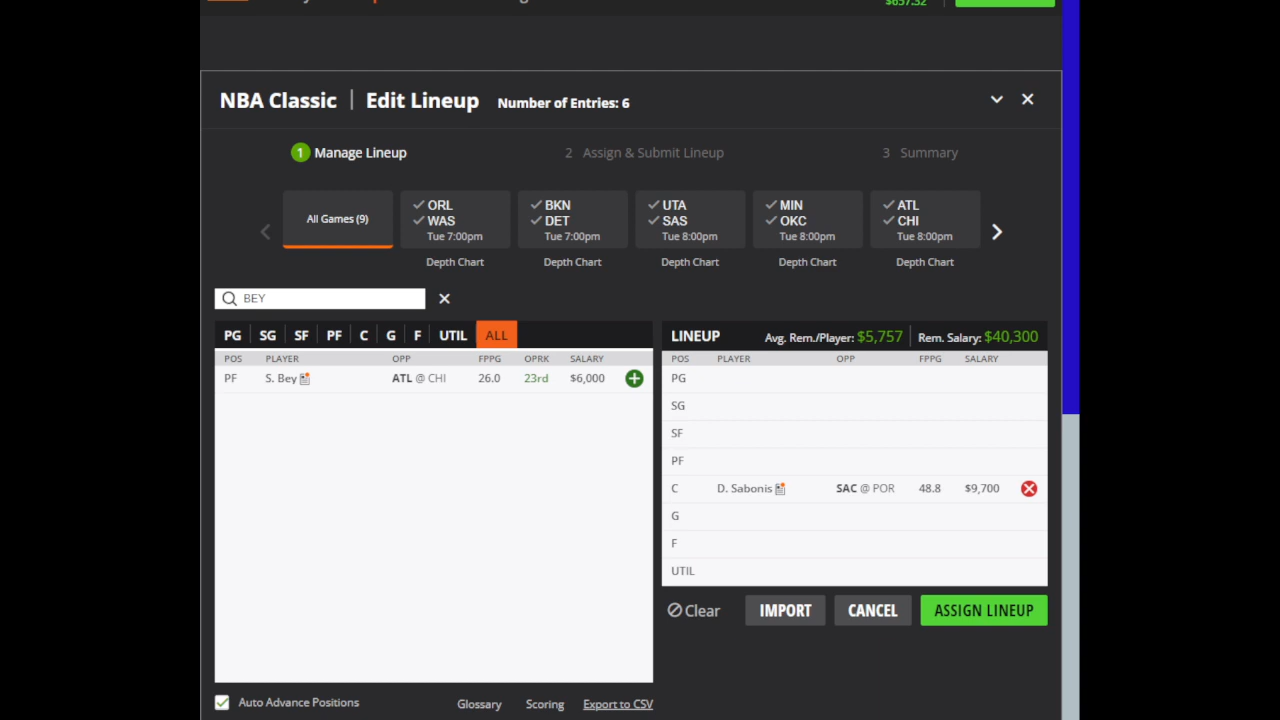 $657.32
NBA Classic | Edit Lineup Number of Entries: 6
1 Manage Lineup 2 Assign & Submit Lineup 3 Summary
All Games (9)
ORL
WAS
Tue 7:00pm
Depth Chart
BKN
DET
Tue 7:00pm
Depth Chart
UTA
SAS
Tue 8:00pm
Depth Chart
MIN
OKC
Tue 8:00pm
Depth Chart
ATL
CHI
Tue 8:00pm
Depth Chart
BEY
PG SG SF PF C G F UTIL ALL
POS PLAYER OPP FPPG OPRK SALARY
PF S. Bey ATL @ CHI 26.0 23rd $6,000
LINEUP Avg. Rem./Player: $5,757 Rem. Salary: $40,300
POS PLAYER OPP FPPG SALARY
PG
SG
SF
PF
C D. Sabonis SAC @ POR 48.8 $9,700
G
F
UTIL
Clear IMPORT CANCEL ASSIGN LINEUP
Auto Advance Positions Glossary Scoring Export to CSV